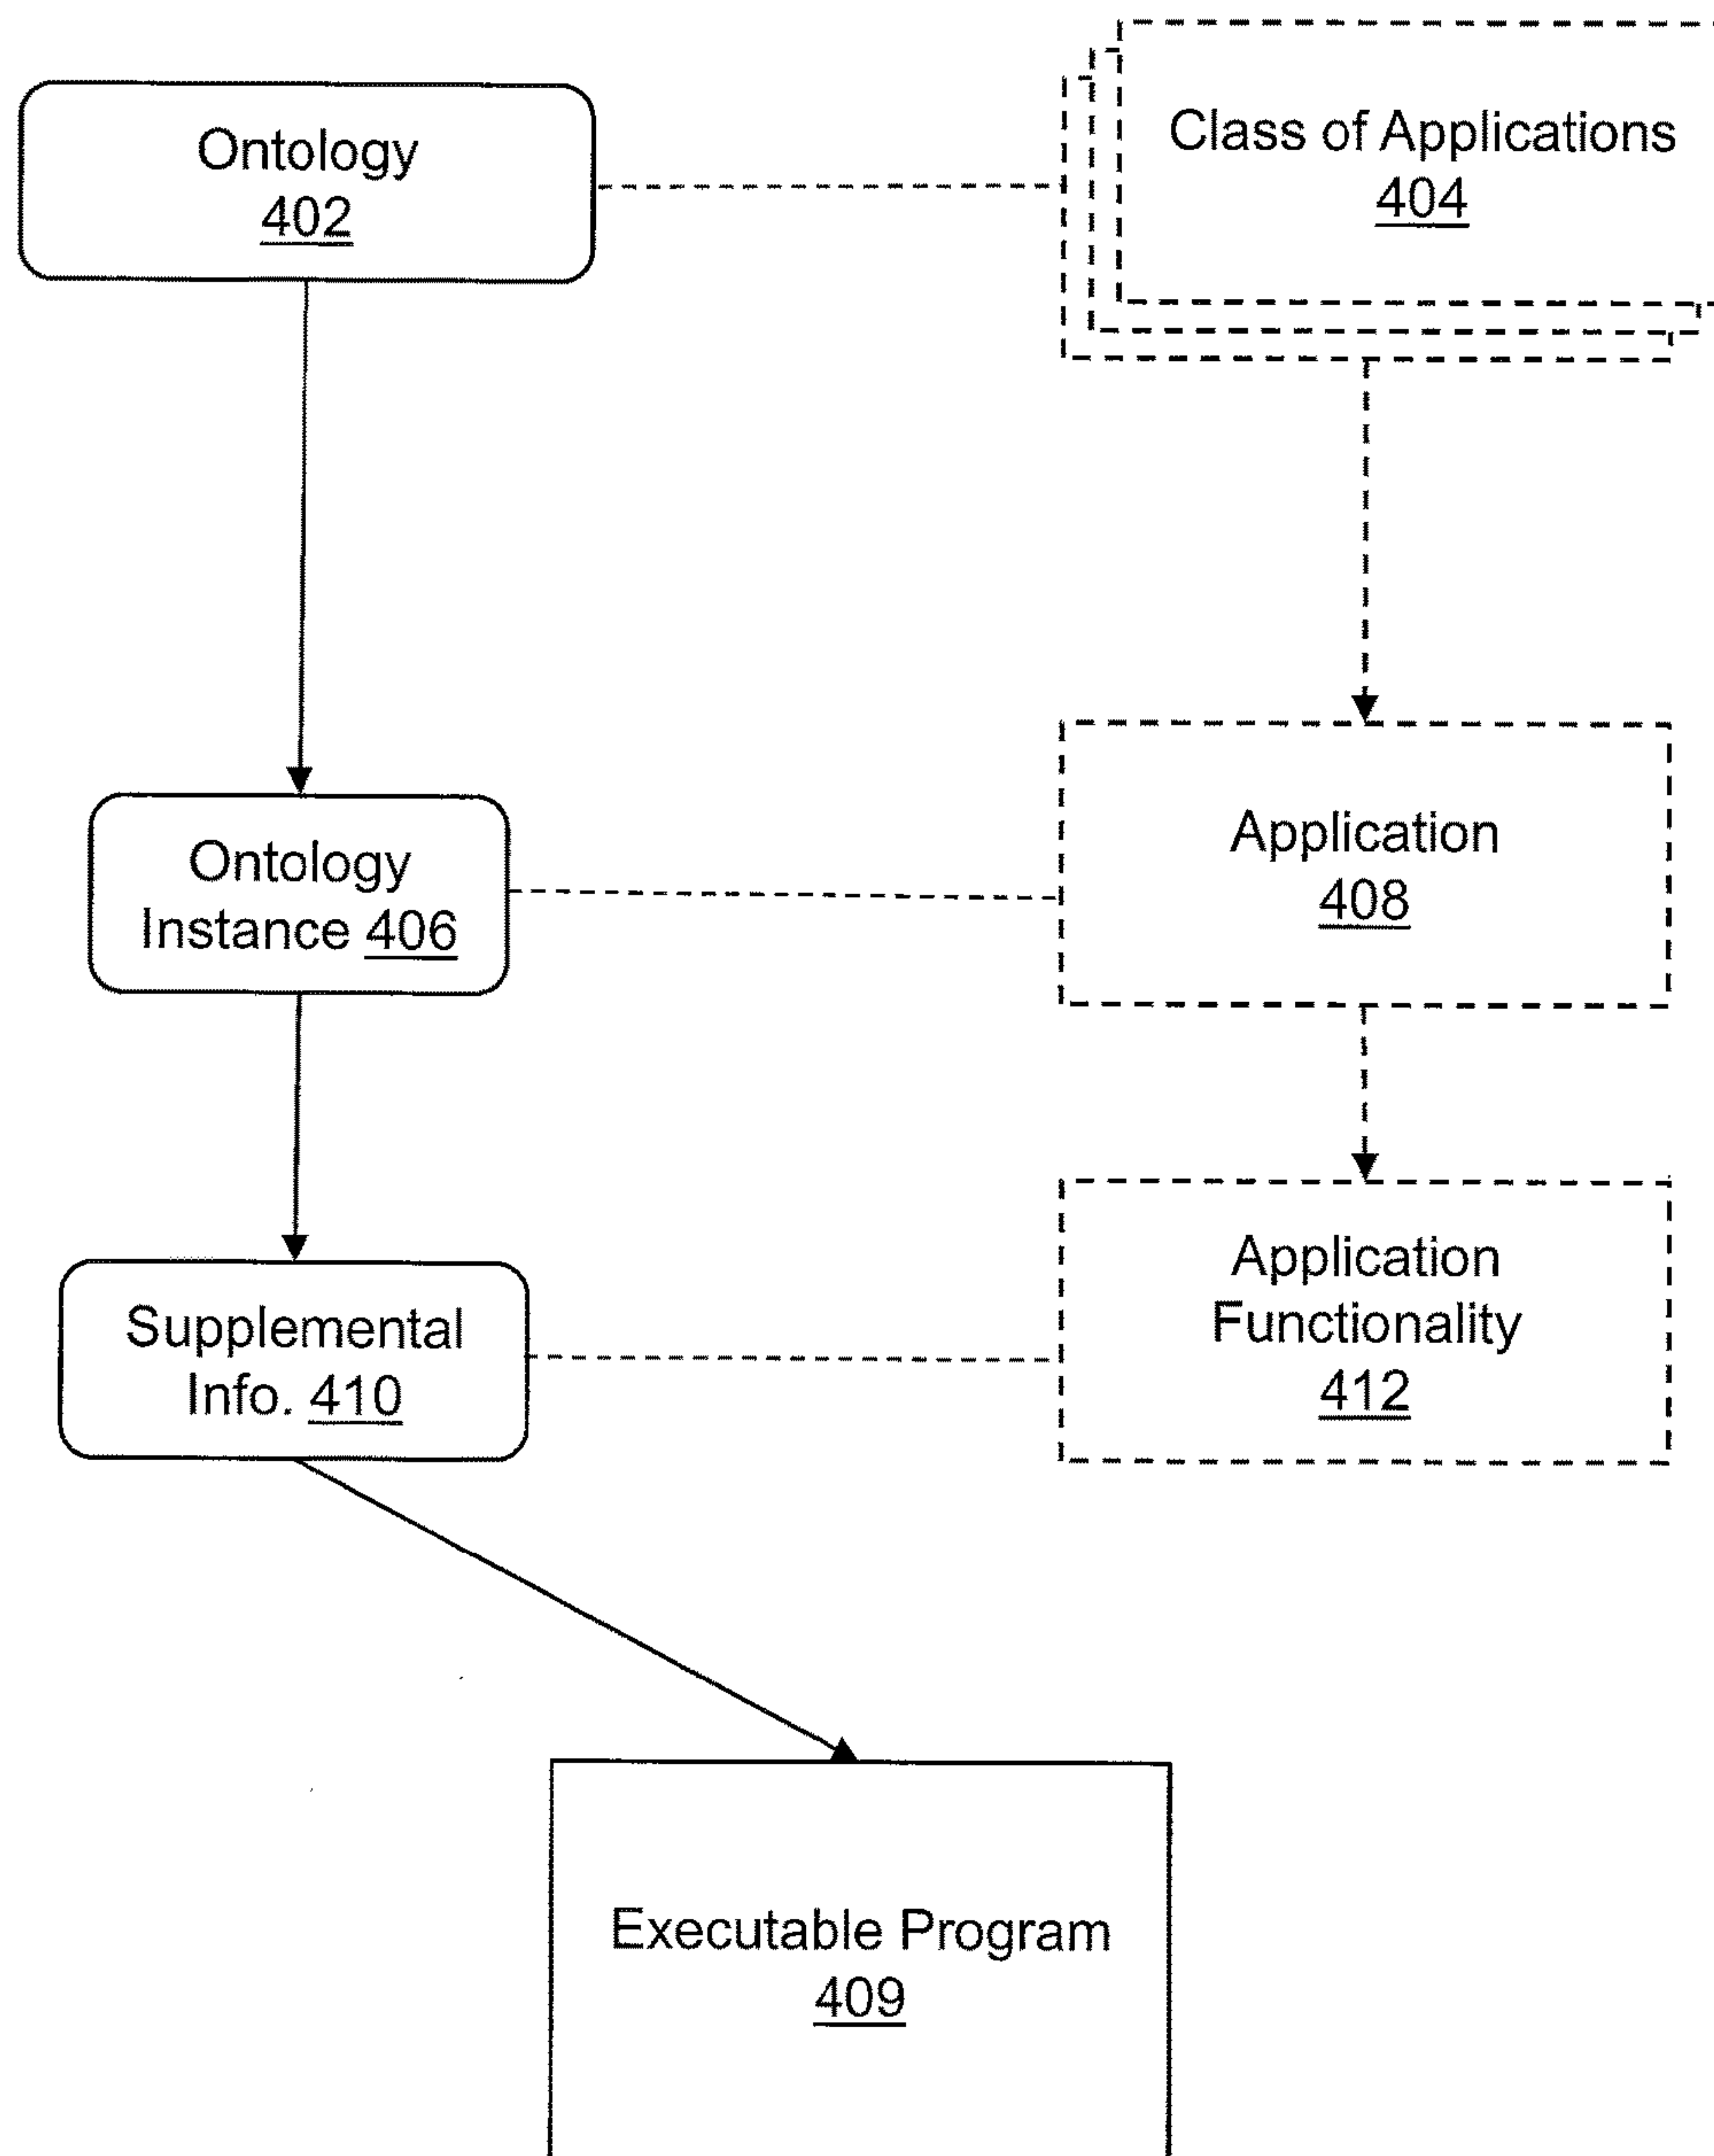 Ontology
402
Class of Applications
404
Ontology
Instance 406
Application
408
Supplemental
Info. 410
Application
Functionality
412
Executable Program
409